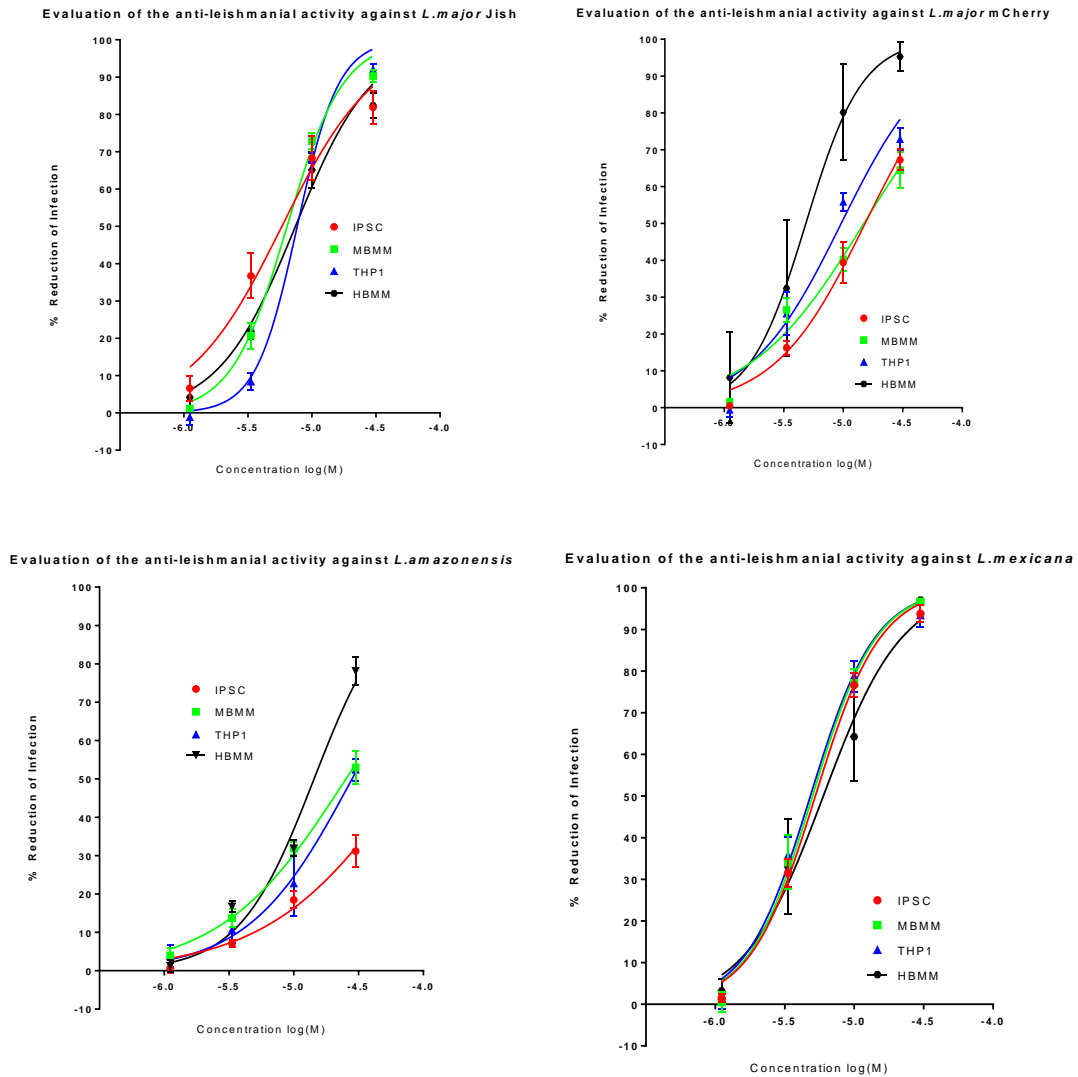 Evaluation of the anti-leishmanial activity against L.major Jish
100
90
80
70
60
50
40
30
20
10
0
-10
-6.0
-5.5
-5.0
-4.5
-4.0
% Reduction of Infection
Concentration log(M)
IPSC
MBMM
THP1
HBMM
Evaluation of the anti-leishmanial activity against L.major mCherry
100
90
80
70
60
50
40
30
20
10
0
-10
-6.0
-5.5
-5.0
-4.5
-4.0
% Reduction of Infection
Concentration log(M)
IPSC
MBMM
THP1
HBMM
Evaluation of the anti-leishmanial activity against L.amazonensis
100
90
80
70
60
50
40
30
20
10
0
-10
-6.0
-5.5
-5.0
-4.5
-4.0
% Reduction of Infection
Concentration log(M)
IPSC
MBMM
THP1
HBMM
Evaluation of the anti-leishmanial activity against L.mexicana
100
90
80
70
60
50
40
30
20
10
0
-10
-6.0
-5.5
-5.0
-4.5
-4.0
% Reduction of Infection
Concentration log(M)
IPSC
MBMM
THP1
HBMM